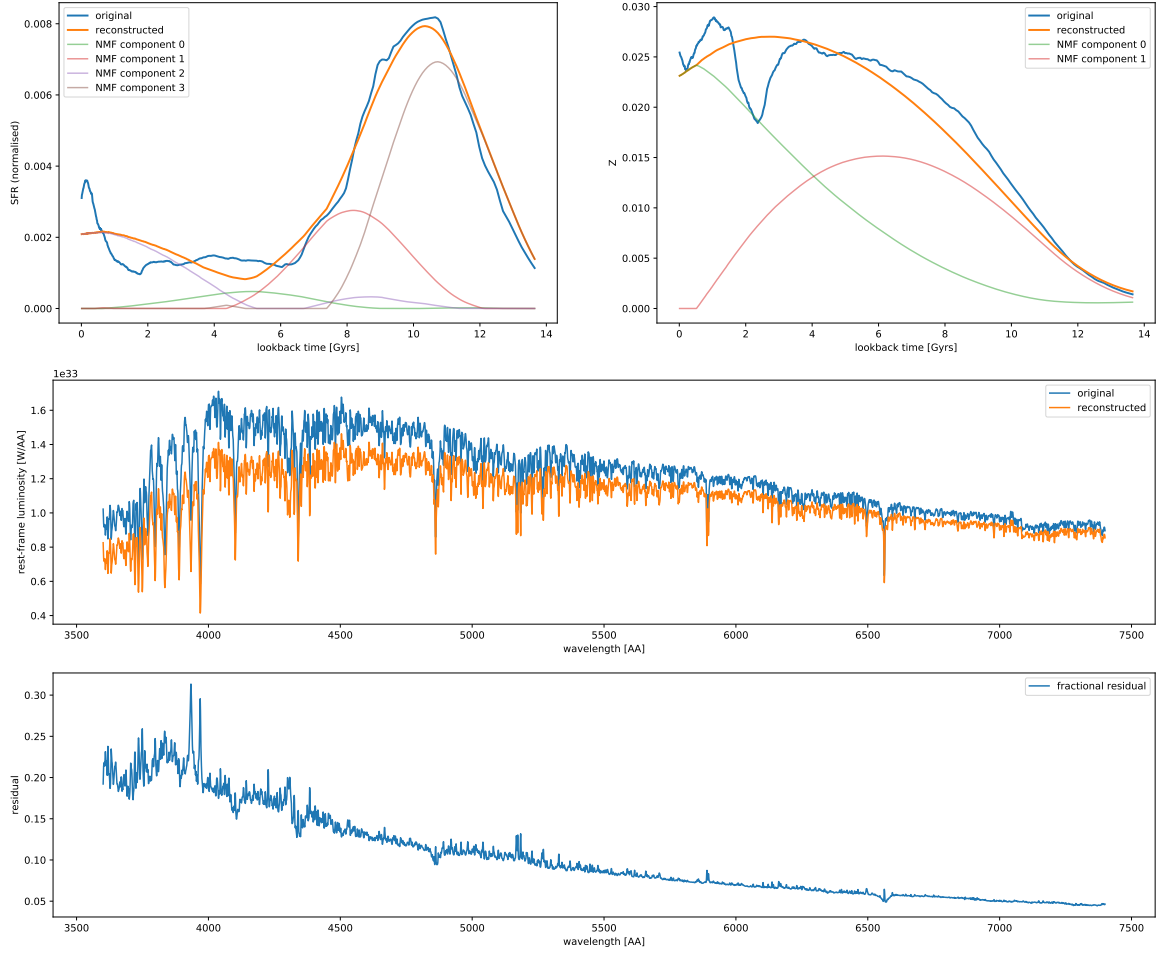 original
reconstructed
NMF component 0
NMF component 1
NMF component 2
NMF component 3
SFR (normalised)
0.008
0.006
0.004
0.002
0.000
0 2 4 6 8 10 12 14
lookback time [Gyrs]
original
reconstructed
NMF component 0
NMF component 1
Z
0.030
0.025
0.020
0.015
0.010
0.005
0.000
0 2 4 6 8 10 12 14
lookback time [Gyrs]
1e33
original
reconstructed
rest-frame luminosity [W/AA]
1.6
1.4
1.2
1.0
0.8
0.6
0.4
3500 4000 4500 5000 5500 6000 6500 7000 7500
wavelength [AA]
fractional residual
residual
0.30
0.25
0.20
0.15
0.10
0.05
3500 4000 4500 5000 5500 6000 6500 7000 7500
wavelength [AA]